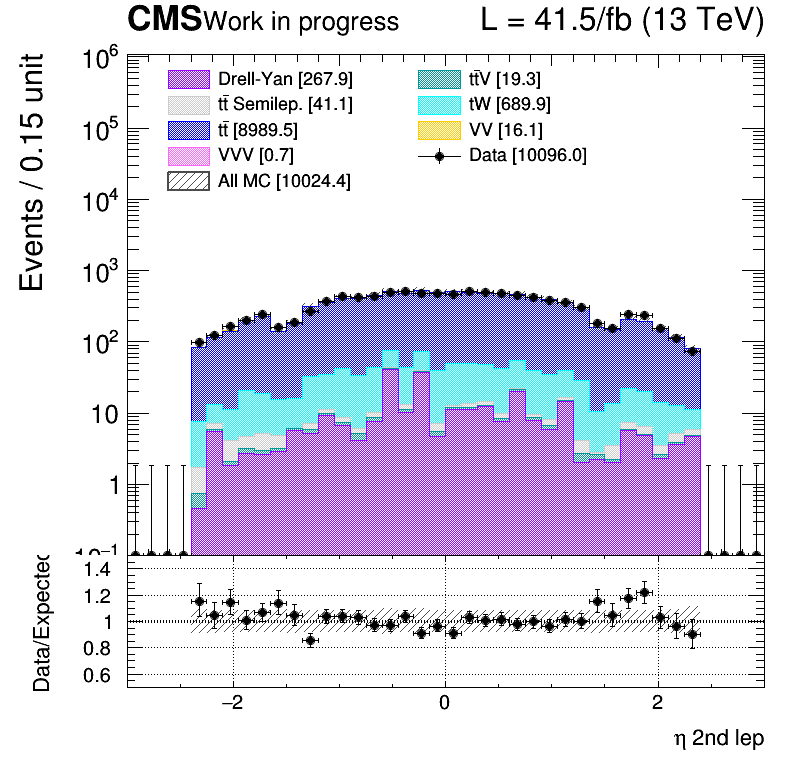 CMS Work in progress L = 41.5/fb (13 TeV)
Events / 0.15 unit
10⁶
10⁵
10⁴
10³
10²
10
1
10⁻¹
Drell-Yan [267.9]
tt̄ Semilep. [41.1]
tt̄ [8989.5]
VVV [0.7]
All MC [10024.4]
tt̄V [19.3]
tW [689.9]
VV [16.1]
Data [10096.0]
Data/Expected
1.4
1.2
1
0.8
0.6
−2 0 2
η 2nd lep